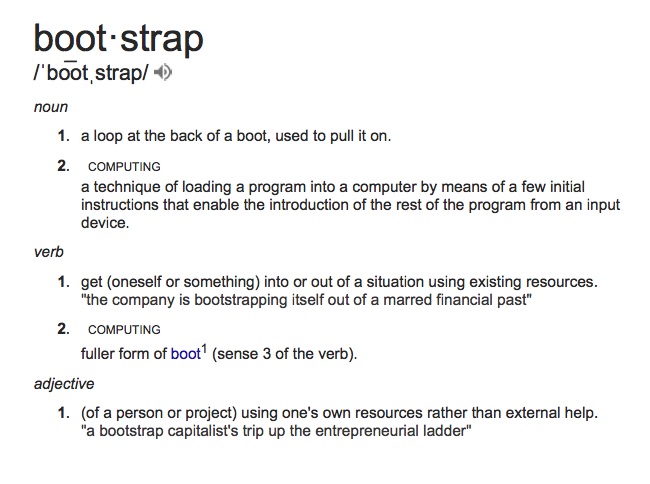 boot·strap
/ˈbo͞otˌstrap/
noun
1. a loop at the back of a boot, used to pull it on.
2. COMPUTING
a technique of loading a program into a computer by means of a few initial
instructions that enable the introduction of the rest of the program from an input
device.
verb
1. get (oneself or something) into or out of a situation using existing resources.
"the company is bootstrapping itself out of a marred financial past"
2. COMPUTING
fuller form of boot¹ (sense 3 of the verb).
adjective
1. (of a person or project) using one's own resources rather than external help.
"a bootstrap capitalist's trip up the entrepreneurial ladder"